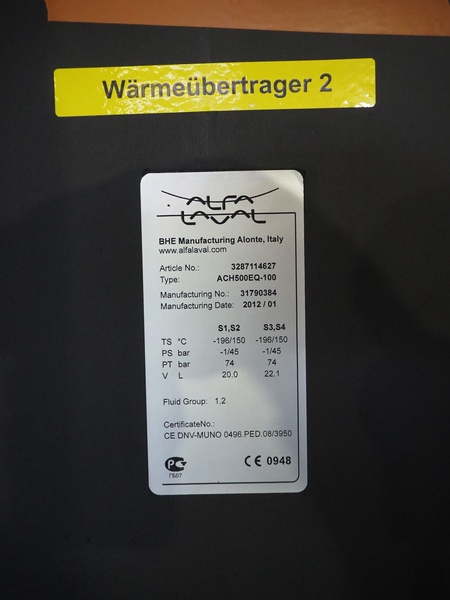 Wärmeübertrager 2
ALFA
LAVAL
BHE Manufacturing Alonte, Italy
www.alfalaval.com
Article No.: 3287114627
Type: ACH500EQ-100
Manufacturing No.: 31790384
Manufacturing Date: 2012 / 01
S1,S2 S3,S4
TS °C -196/150 -196/150
PS bar -1/45 -1/45
PT bar 74 74
V L 20.0 22,1
Fluid Group: 1,2
CertificateNo.:
CE DNV-MUNO 0496.PED.08/3950
CE 0948